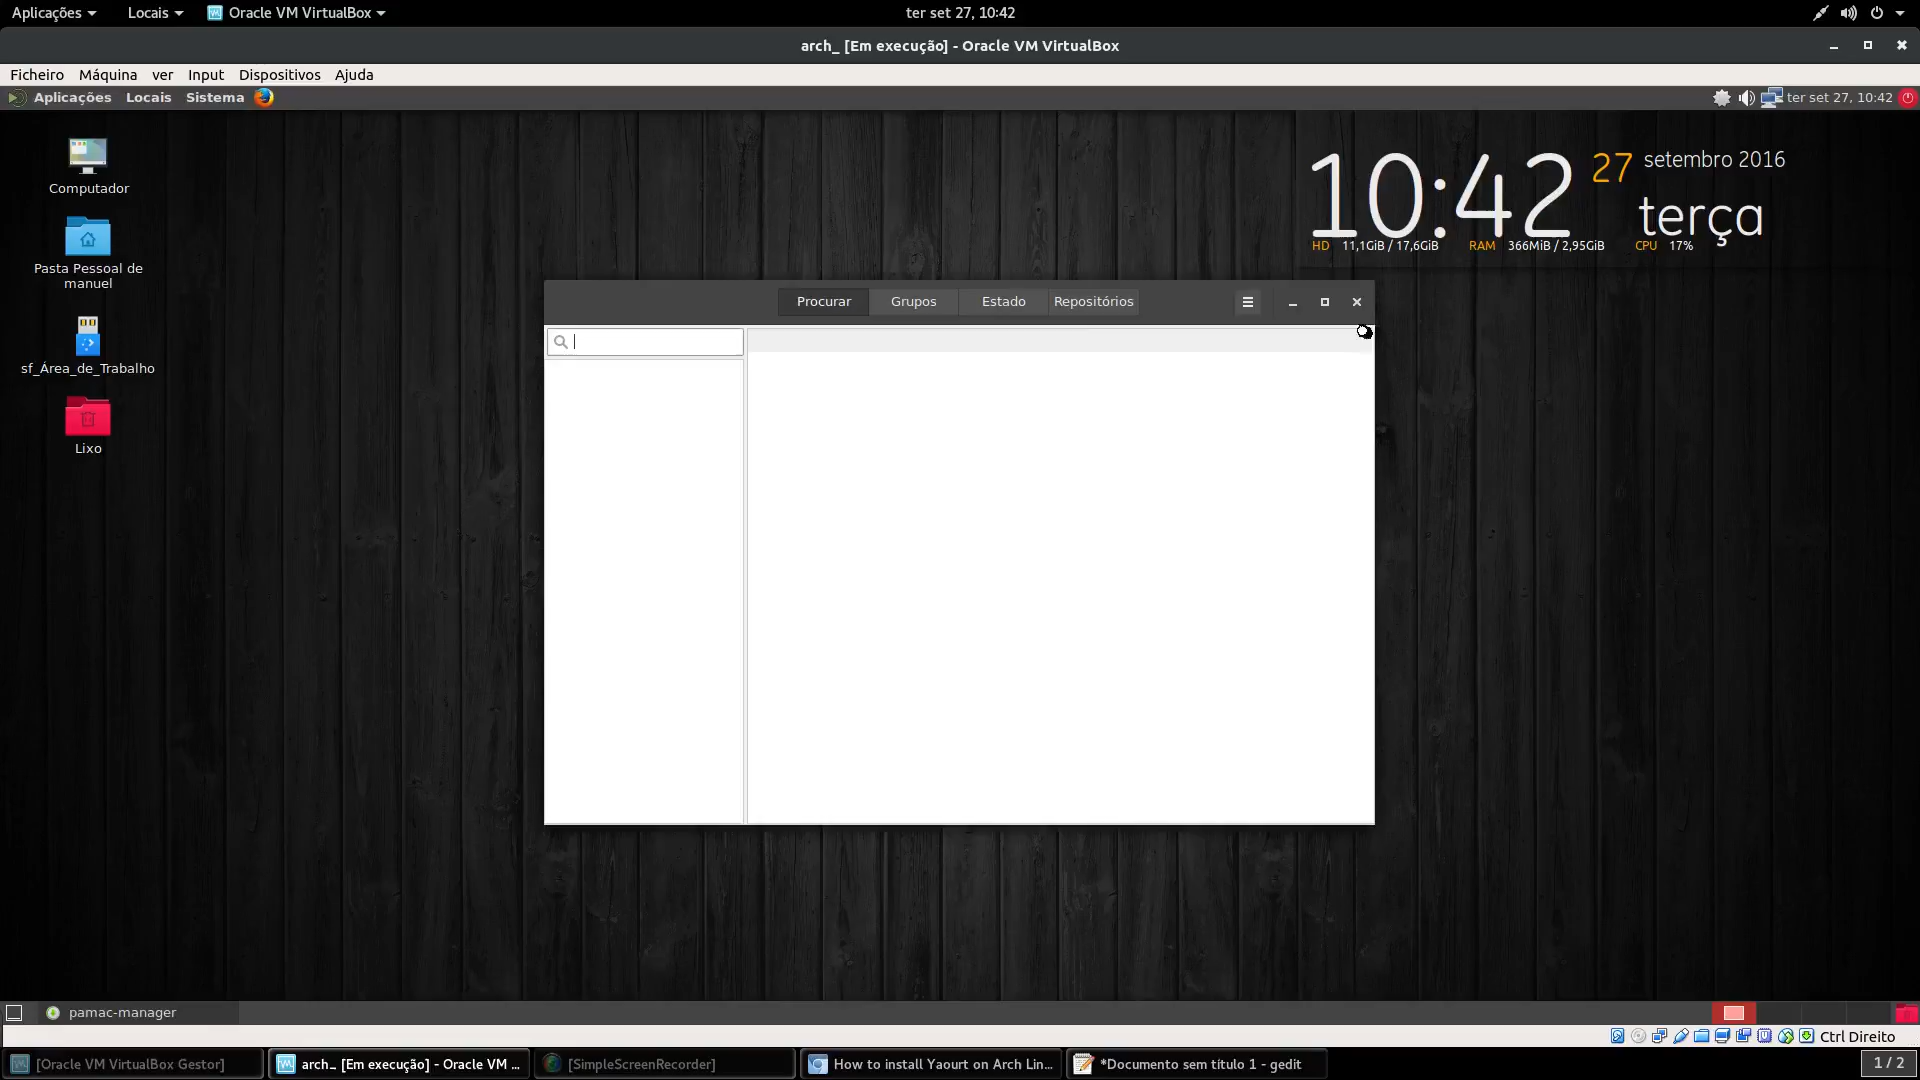 Aplicações Locais Oracle VM VirtualBox ter set 27, 10:42
arch_ [Em execução] - Oracle VM VirtualBox
Ficheiro Máquina ver Input Dispositivos Ajuda
Aplicações Locais Sistema ter set 27, 10:42
Computador
Pasta Pessoal de
manuel
sf_Área_de_Trabalho
Lixo
10:42 27 setembro 2016
terça
HD 11,1GiB / 17,6GiB RAM 366MiB / 2,95GiB CPU 17%
Procurar Grupos Estado Repositórios
pamac-manager
Ctrl Direito
[Oracle VM VirtualBox Gestor] arch_ [Em execução] - Oracle VM ... [SimpleScreenRecorder] How to install Yaourt on Arch Lin... *Documento sem título 1 - gedit 1 / 2